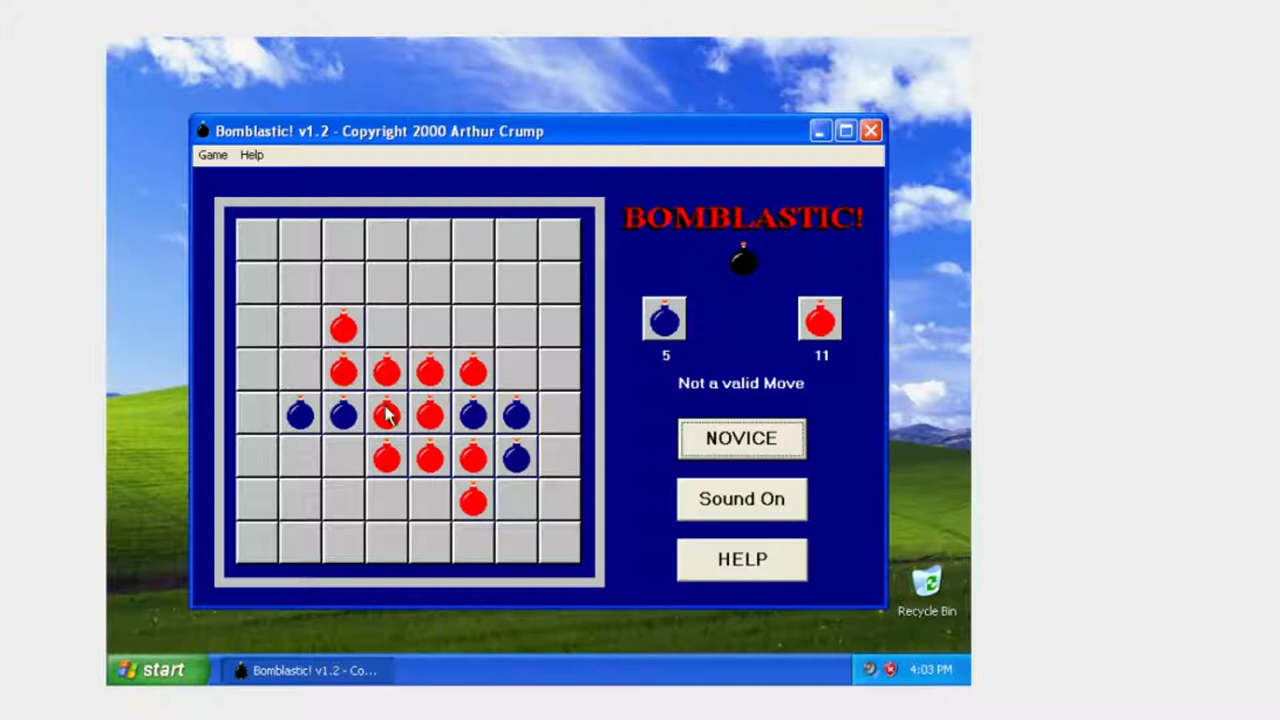 Bomblastic! v1.2 - Copyright 2000 Arthur Crump
Game Help
BOMBLASTIC!
5 11
Not a valid Move
NOVICE
Sound On
HELP
Recycle Bin
start Bomblastic! v1.2 - Co... 4:03 PM